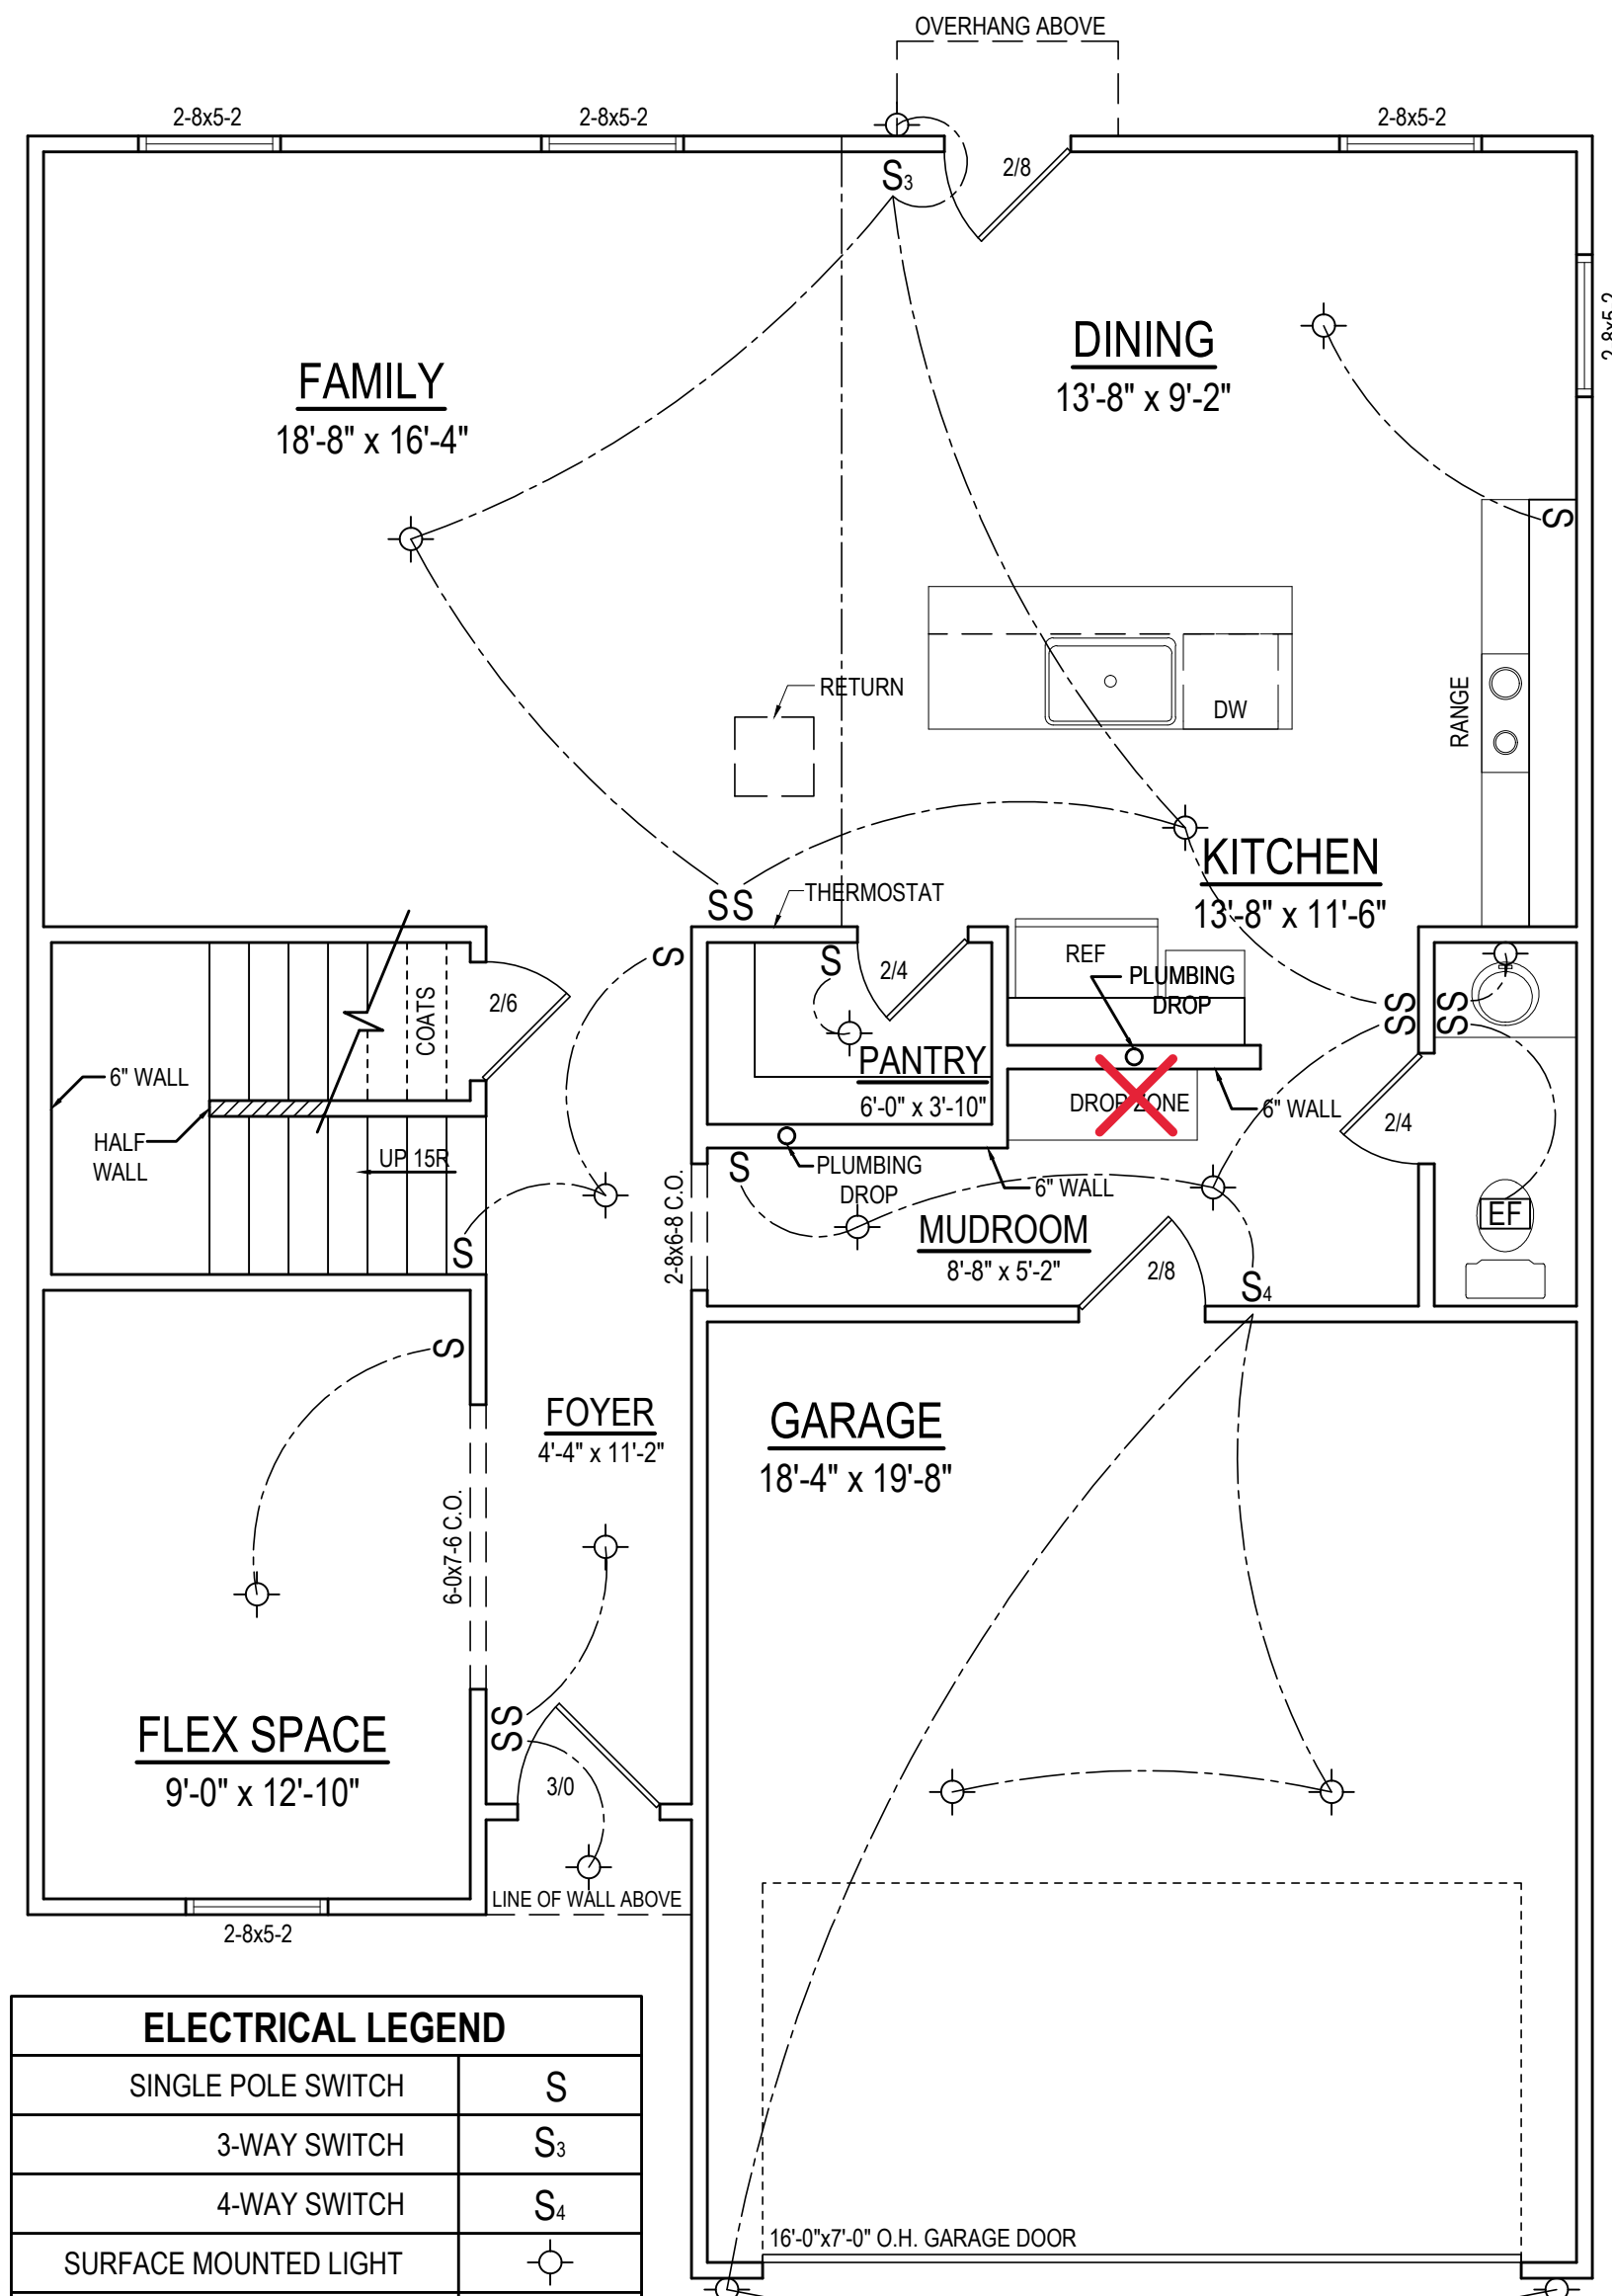 OVERHANG ABOVE
2-8x5-2
2-8x5-2
2-8x5-2
S3
2/8
2-8x5-2
DINING
13'-8" x 9'-2"
FAMILY
18'-8" x 16'-4"
S
RETURN
DW
RANGE
KITCHEN
13'-8" x 11'-6"
THERMOSTAT
SS
S
S
2/4
REF
PLUMBING
DROP
2/6
COATS
SS
SS
SS
SS
PANTRY
6'-0" x 3'-10"
6" WALL
DROP ZONE
6" WALL
2/4
HALF
WALL
UP 15R
S
PLUMBING
DROP
6" WALL
EF
MUDROOM
8'-8" x 5'-2"
2/8
S4
S
2-8x6-8 C.O.
S
FOYER
4'-4" x 11'-2"
GARAGE
18'-4" x 19'-8"
6-0x7-6 C.O.
FLEX SPACE
9'-0" x 12'-10"
SS
SS
3/0
LINE OF WALL ABOVE
2-8x5-2
ELECTRICAL LEGEND
SINGLE POLE SWITCH S
3-WAY SWITCH S3
4-WAY SWITCH S4
SURFACE MOUNTED LIGHT
16'-0"x7'-0" O.H. GARAGE DOOR